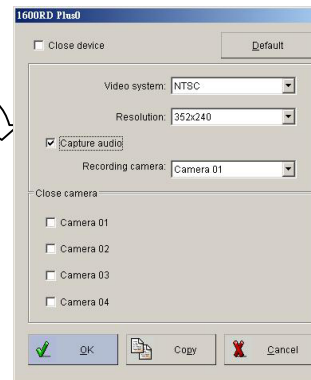 1600RD Plus0
Close device
Default
Video system: NTSC
Resolution: 352x240
Capture audio
Recording camera: Camera 01
Close camera
Camera 01
Camera 02
Camera 03
Camera 04
OK
Copy
Cancel